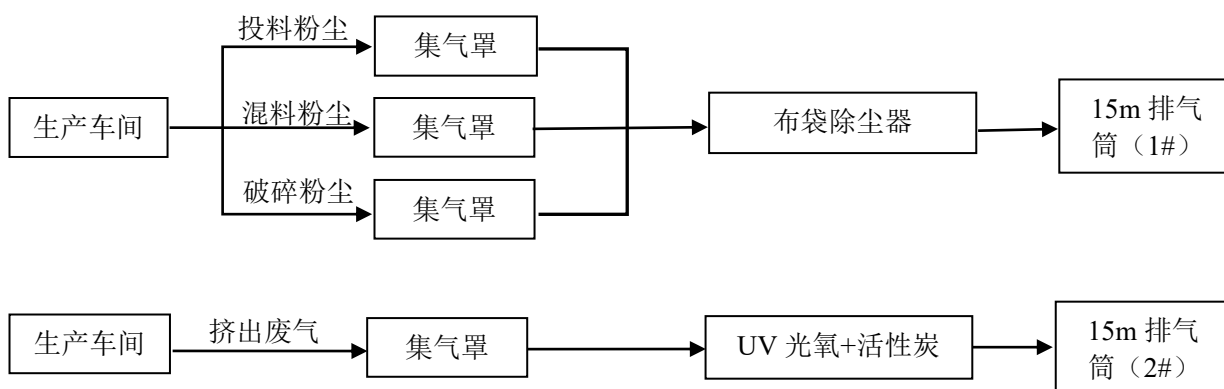 投料粉尘
集气罩
生产车间
混料粉尘
集气罩
布袋除尘器
15m 排气
筒（1#）
破碎粉尘
集气罩
生产车间
挤出废气
集气罩
UV 光氧+活性炭
15m 排气
筒（2#）